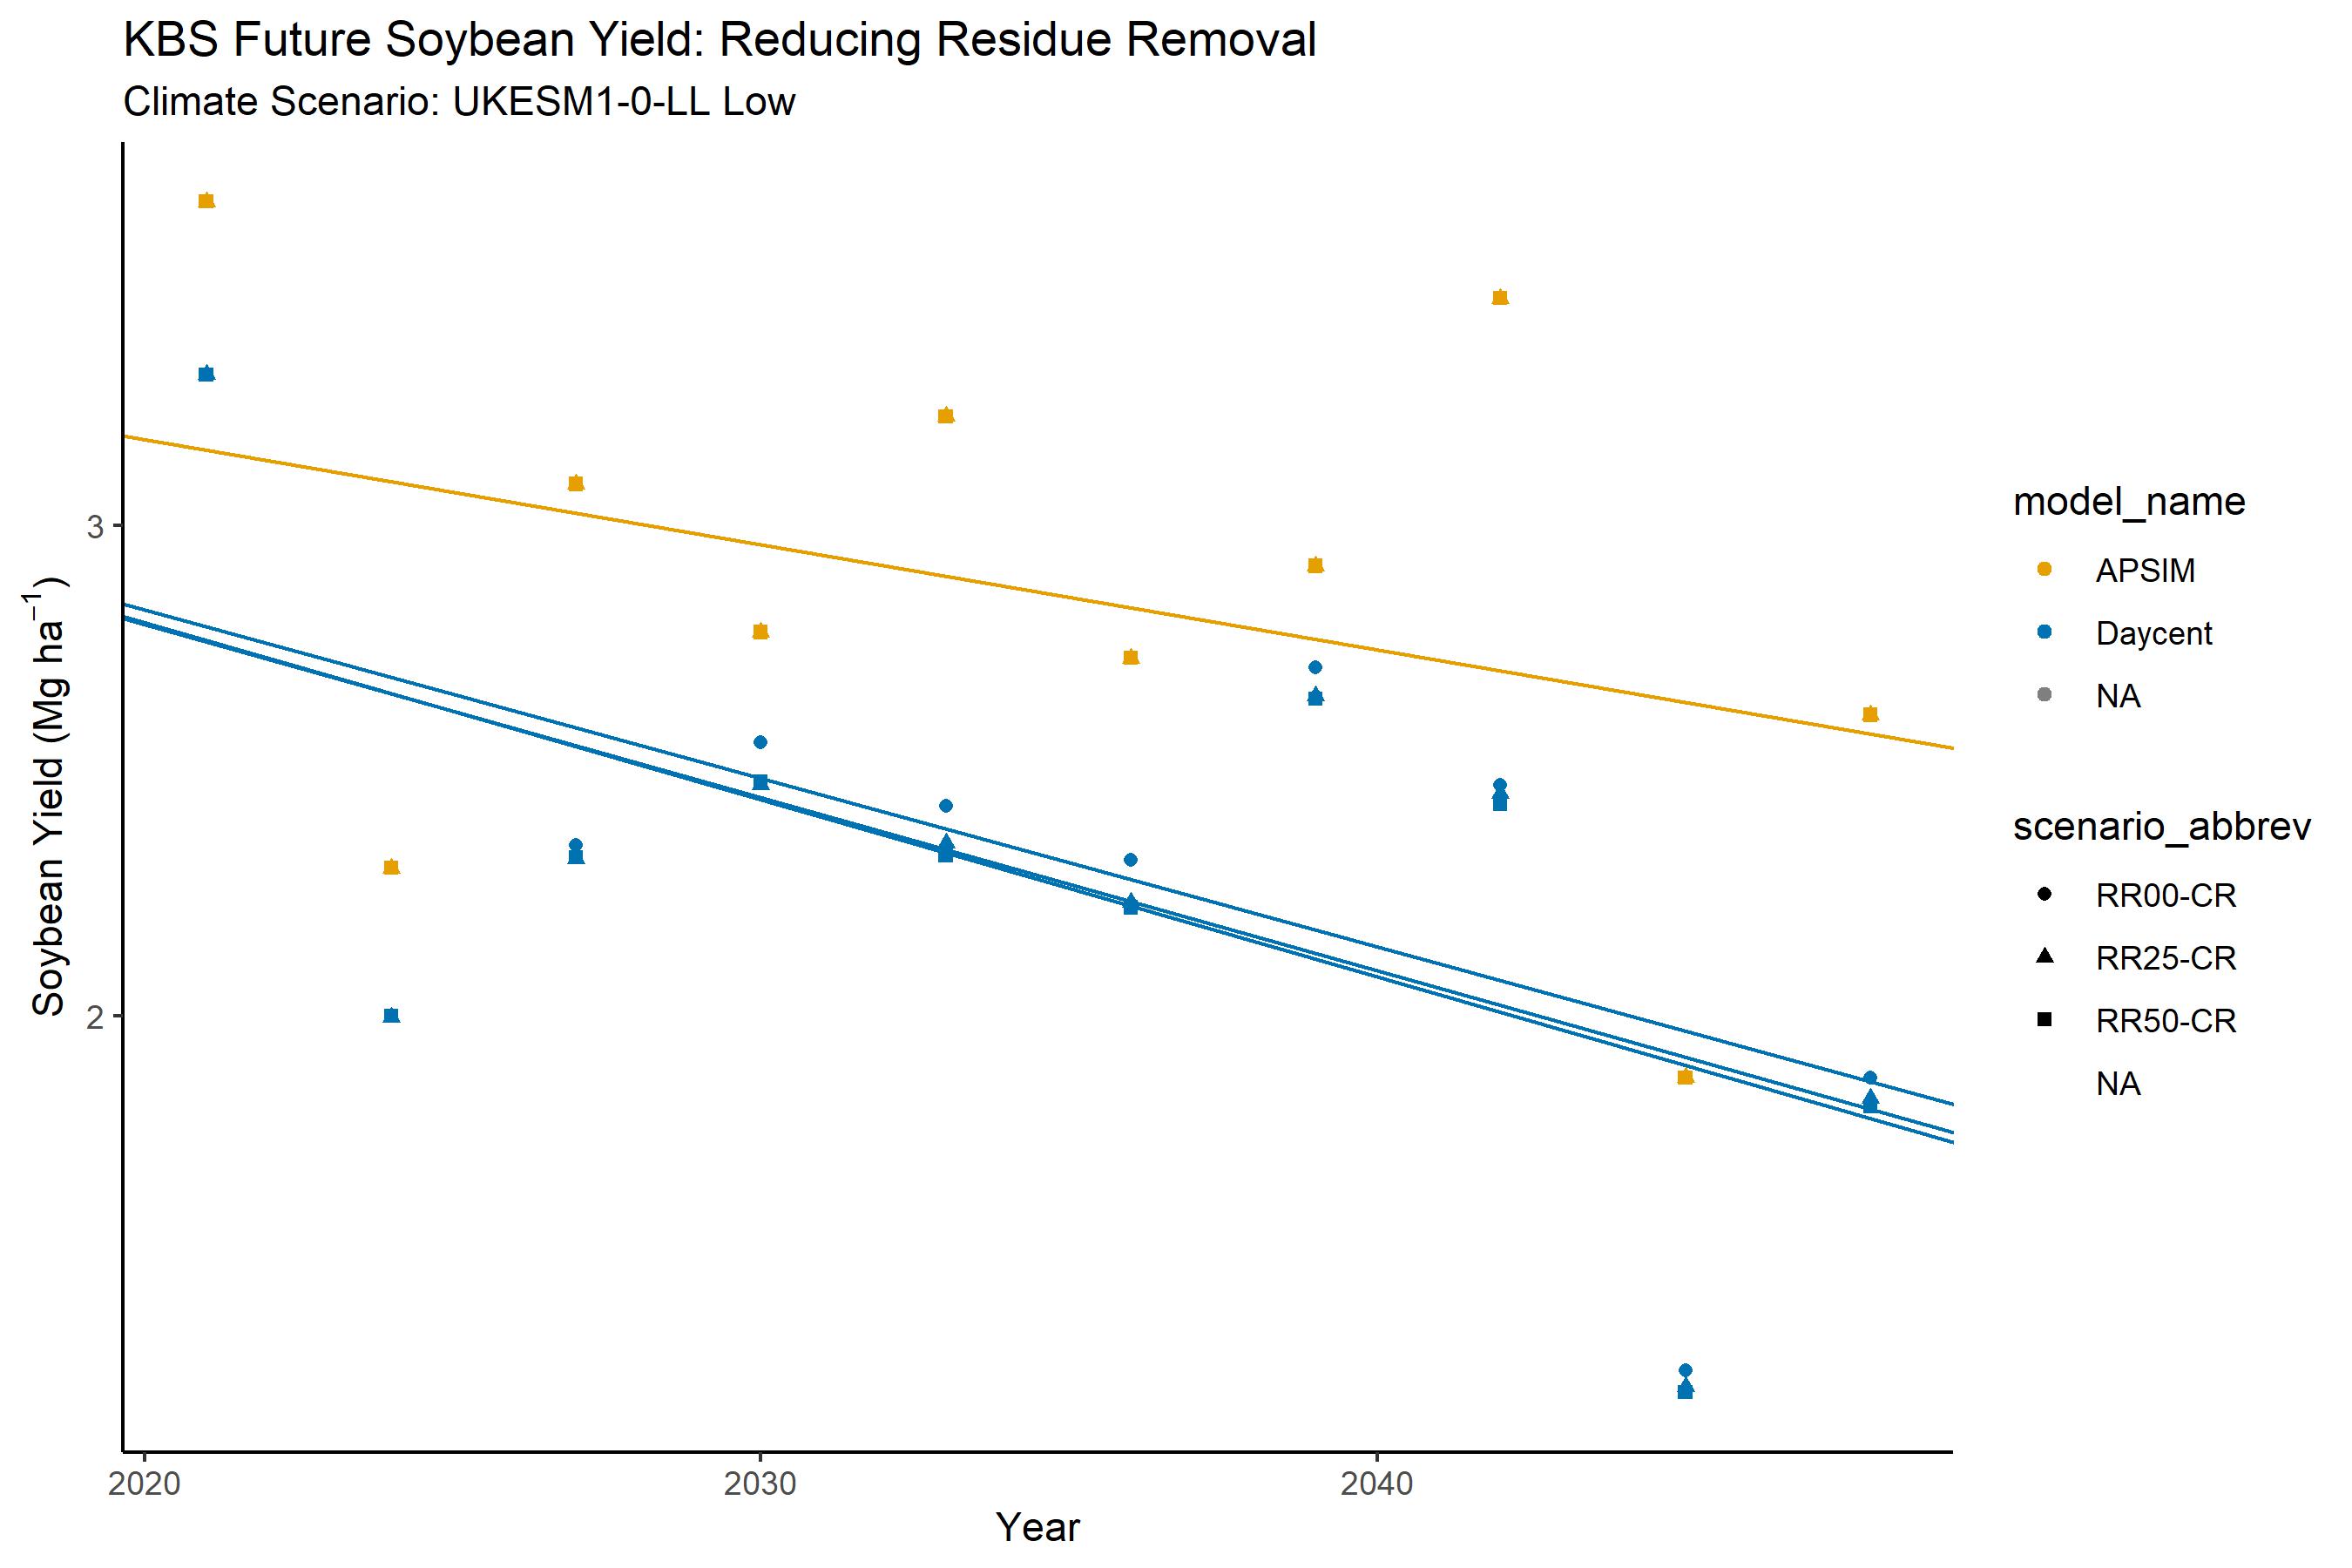 KBS Future Soybean Yield: Reducing Residue Removal
Climate Scenario: UKESM1-0-LL Low
Soybean Yield (Mg ha⁻¹)
3
2
2020
2030
2040
Year
model_name
APSIM
Daycent
NA
scenario_abbrev
RR00-CR
RR25-CR
RR50-CR
NA